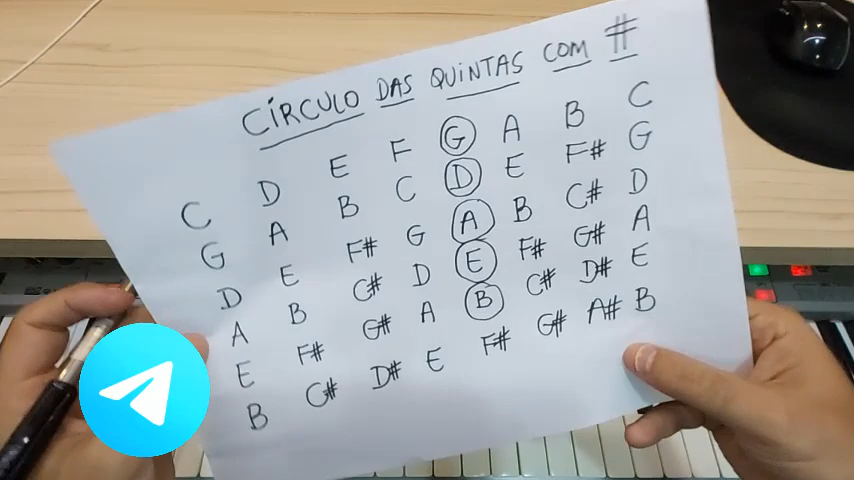 CÍRCULO DAS QUINTAS COM #
C D E F G A B C
G A B C D E F# G
D E F# G A B C# D
A B C# D E F# G# A
E F# G# A B C# D# E
B C# D# E F# G# A# B